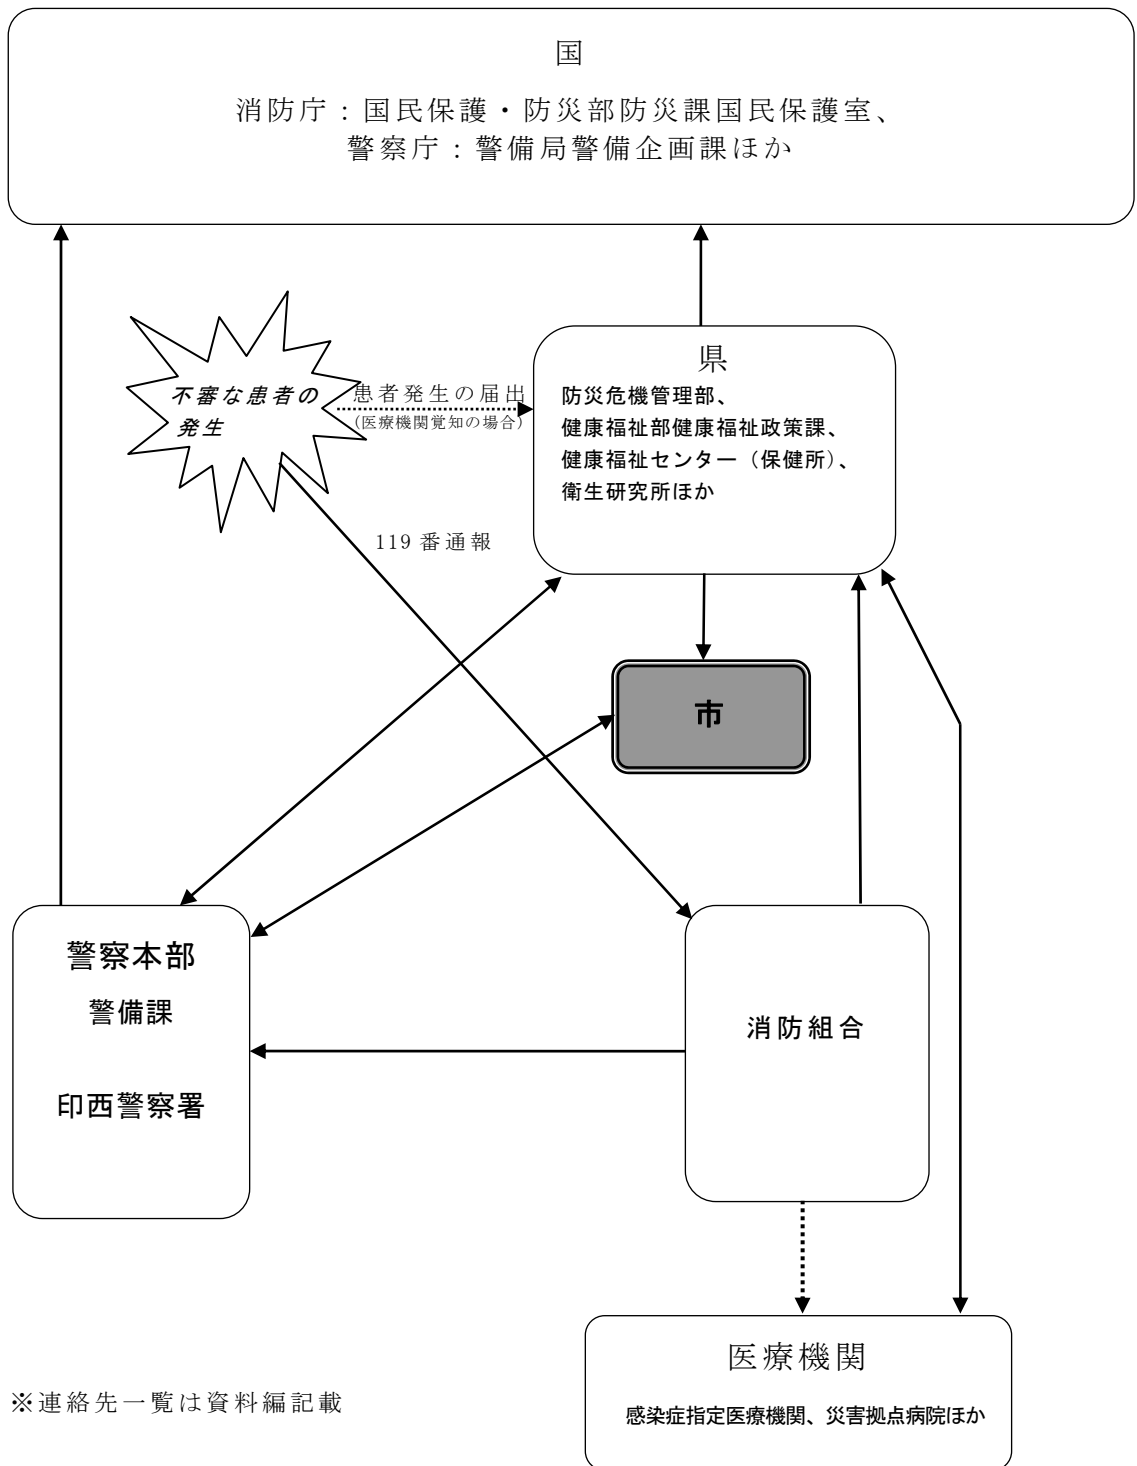 国
消防庁：国民保護・防災部防災課国民保護室、
警察庁：警備局警備企画課ほか
不審な患者の
発生
患者発生の届出
(医療機関覚知の場合)
県
防災危機管理部、
健康福祉部健康福祉政策課、
健康福祉センター（保健所）、
衛生研究所ほか
119番通報
市
警察本部
警備課
印西警察署
消防組合
医療機関
感染症指定医療機関、災害拠点病院ほか
※連絡先一覧は資料編記載